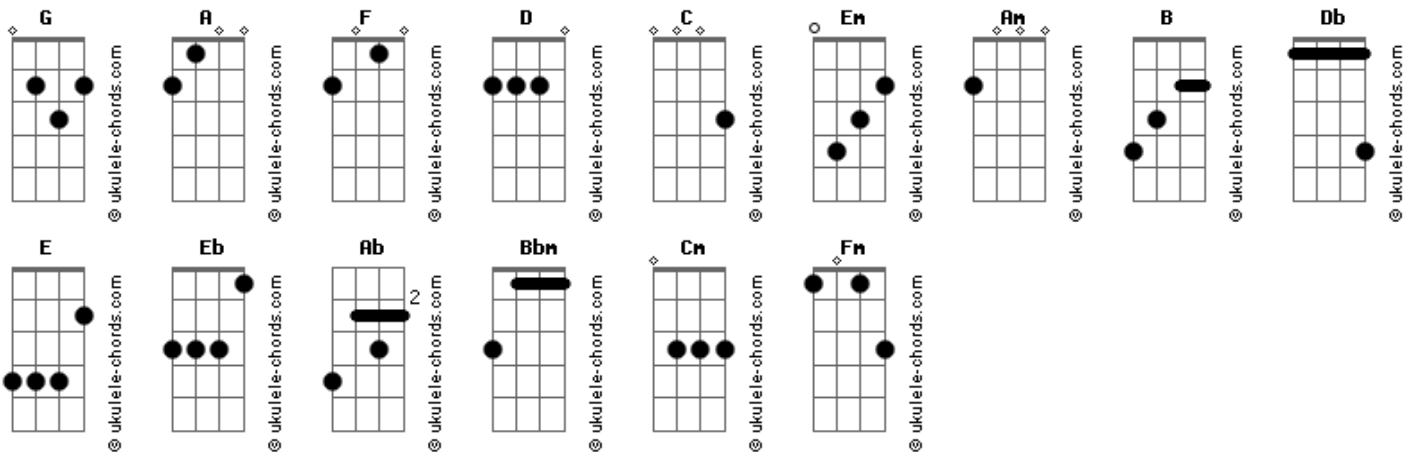 G A F D C Em Am B Db
© ukulele-chords.com © ukulele-chords.com © ukulele-chords.com © ukulele-chords.com © ukulele-chords.com © ukulele-chords.com © ukulele-chords.com © ukulele-chords.com © ukulele-chords.com
E Eb Ab Bbm Cm Fm
2
© ukulele-chords.com © ukulele-chords.com © ukulele-chords.com © ukulele-chords.com © ukulele-chords.com © ukulele-chords.com